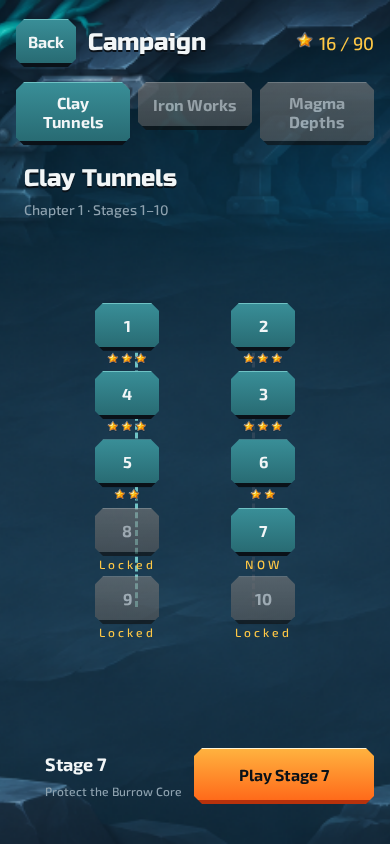 Back
Campaign
16 / 90
Clay
Tunnels
Iron Works
Magma
Depths
Clay Tunnels
Chapter 1 · Stages 1–10
1
2
4
3
5
6
8
7
Locked
NOW
9
10
Locked
Locked
Stage 7
Protect the Burrow Core
Play Stage 7